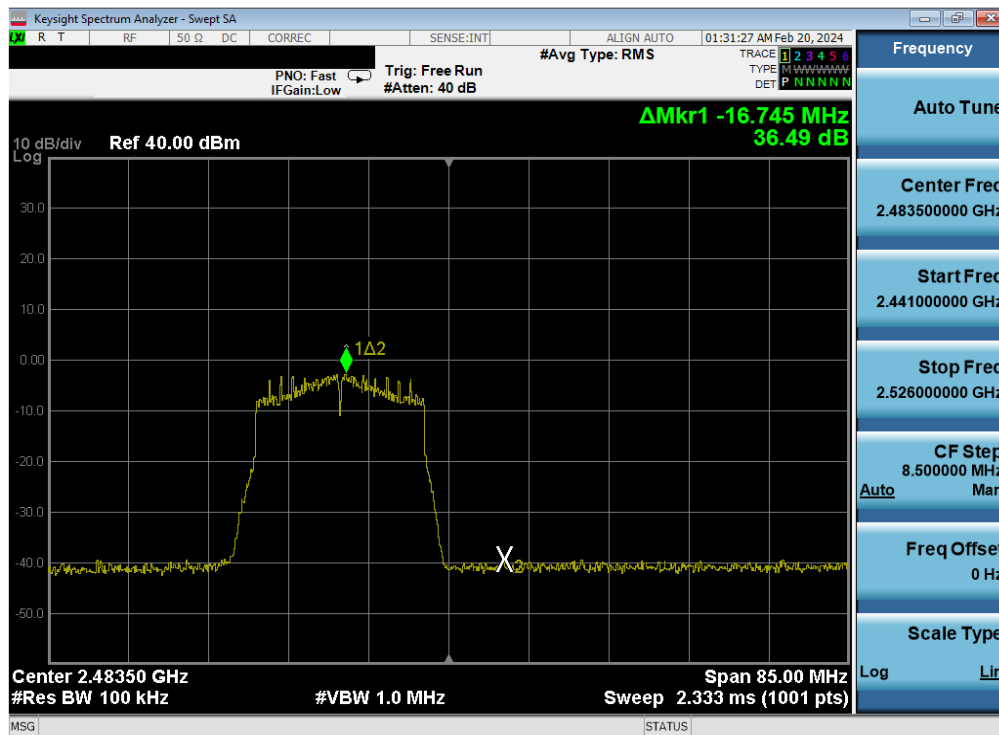 Keysight Spectrum Analyzer - Swept SA
LXI R T RF 50 Ω DC CORREC SENSE:INT ALIGN AUTO 01:31:27 AM Feb 20, 2024
#Avg Type: RMS
TRACE 1 2 3 4 5 6
TYPE M W W W W W
DET P N N N N N
PNO: Fast
IFGain:Low
Trig: Free Run
#Atten: 40 dB
ΔMkr1 -16.745 MHz
36.49 dB
10 dB/div
Log
Ref 40.00 dBm
30.0
20.0
10.0
0.00
-10.0
-20.0
-30.0
-40.0
-50.0
1Δ2
X2
Center 2.48350 GHz
#Res BW 100 kHz
#VBW 1.0 MHz
Span 85.00 MHz
Sweep 2.333 ms (1001 pts)
MSG
STATUS
Frequency
Auto Tune
Center Freq
2.483500000 GHz
Start Freq
2.441000000 GHz
Stop Freq
2.526000000 GHz
CF Step
8.500000 MHz
Auto Man
Freq Offset
0 Hz
Scale Type
Log Lin